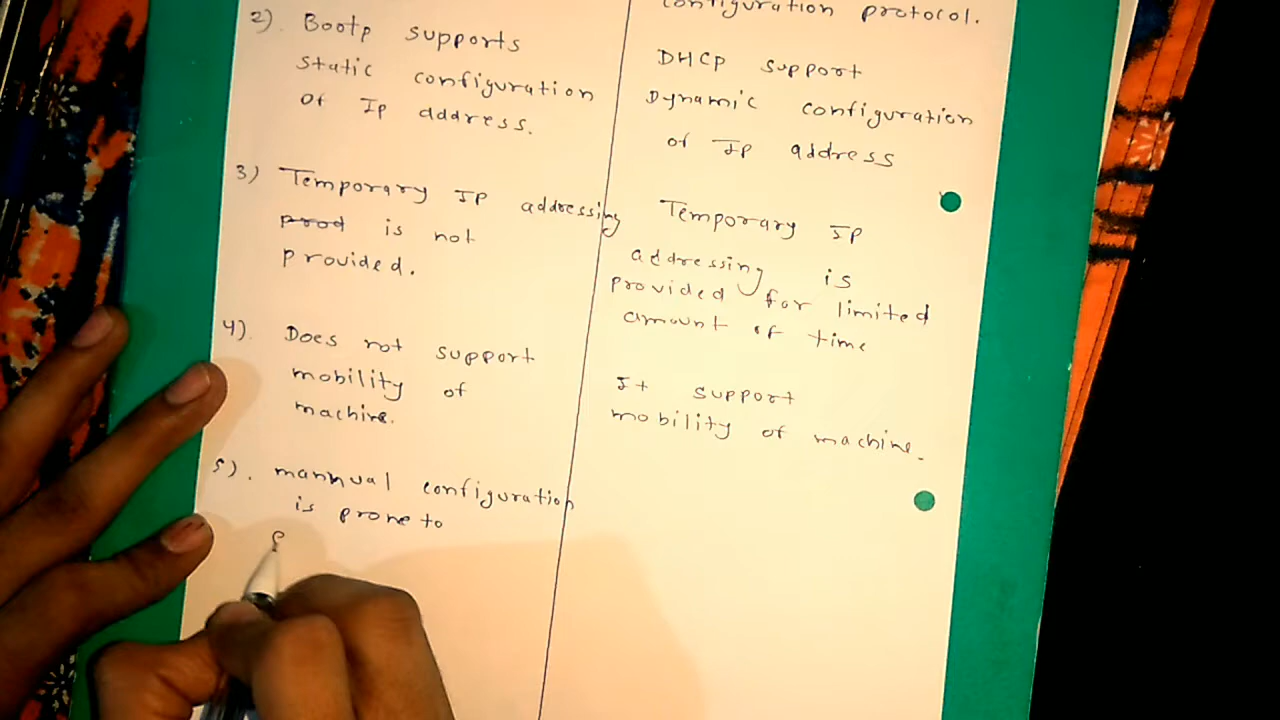 configuration protocol.
2). Bootp supports
static configuration
of Ip address.
DHCP support
Dynamic configuration
of IP address
3) Temporary IP addressing
prod is not
provided.
Temporary IP
addressing is
provided for limited
amount of time
4). Does not support
mobility of
machine.
It support
mobility of machine.
5). mannual configuration
is prone to
e